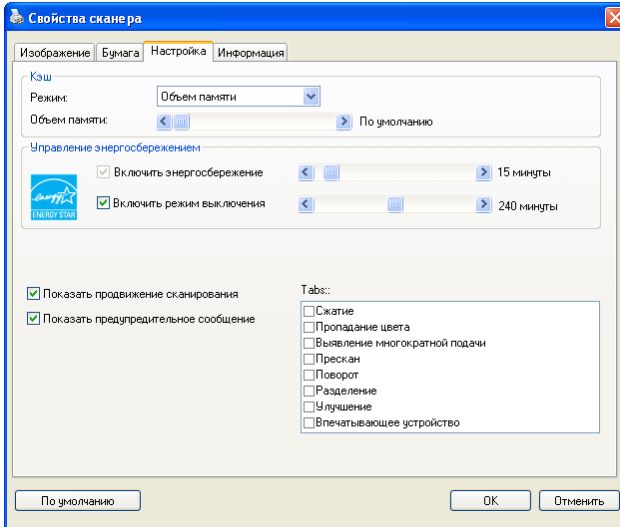 Свойства сканера
Изображение Бумага Настройка Информация
Кэш
Режим: Объем памяти
Объем памяти: По умолчанию
Управление энергосбережением
Включить энергосбережение 15 минуты
energy
ENERGY STAR
Включить режим выключения 240 минуты
Показать продвижение сканирования
Показать предупредительное сообщение
Tabs::
Сжатие
Пропадание цвета
Выявление многократной подачи
Прескан
Поворот
Разделение
Улучшение
Впечатывающее устройство
По умолчанию OK Отменить